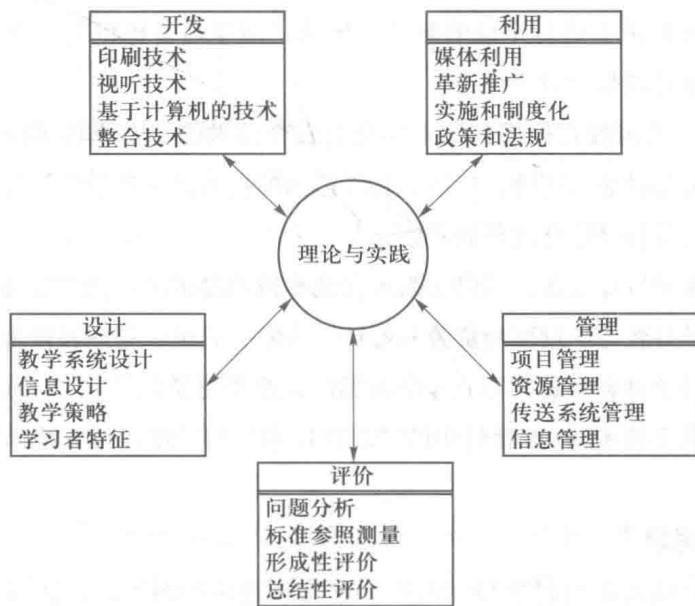 开发
印刷技术
视听技术
基于计算机的技术
整合技术
利用
媒体利用
革新推广
实施和制度化
政策和法规
理论与实践
设计
教学系统设计
信息设计
教学策略
学习者特征
管理
项目管理
资源管理
传送系统管理
信息管理
评价
问题分析
标准参照测量
形成性评价
总结性评价